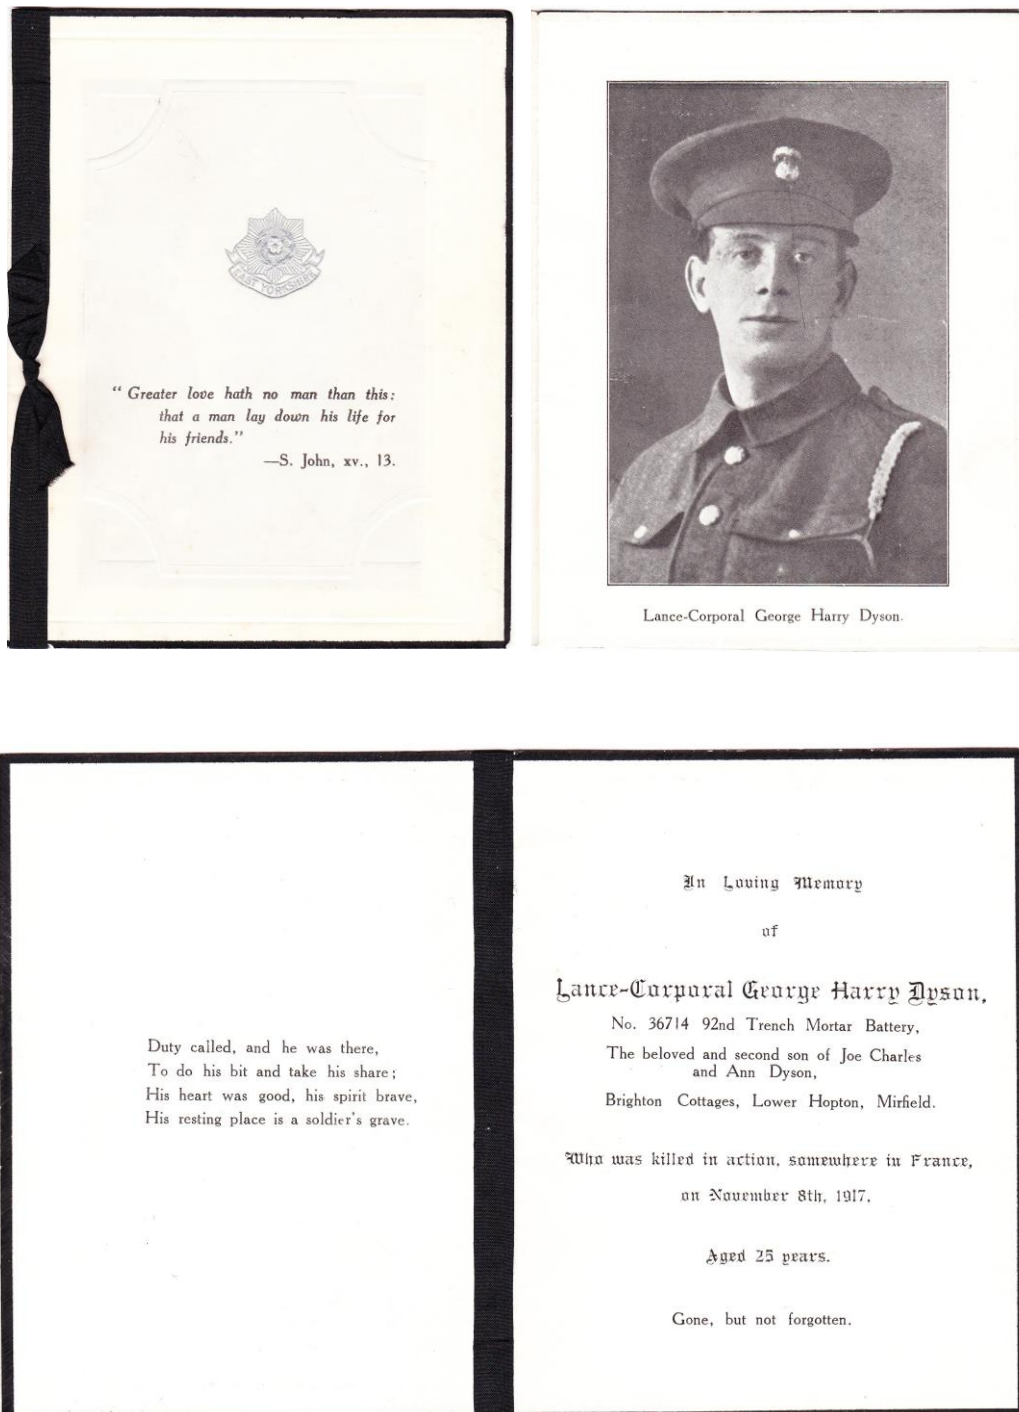 EAST YORKSHIRE
“ Greater love hath no man than this:
that a man lay down his life for
his friends.”
—S. John, xv., 13.
Lance-Corporal George Harry Dyson.
Duty called, and he was there,
To do his bit and take his share;
His heart was good, his spirit brave,
His resting place is a soldier's grave.
In Loving Memory
of
Lance-Corporal George Harry Dyson,
No. 36714 92nd Trench Mortar Battery,
The beloved and second son of Joe Charles
and Ann Dyson,
Brighton Cottages, Lower Hopton, Mirfield.
Who was killed in action, somewhere in France,
on November 8th, 1917,
Aged 25 years.
Gone, but not forgotten.